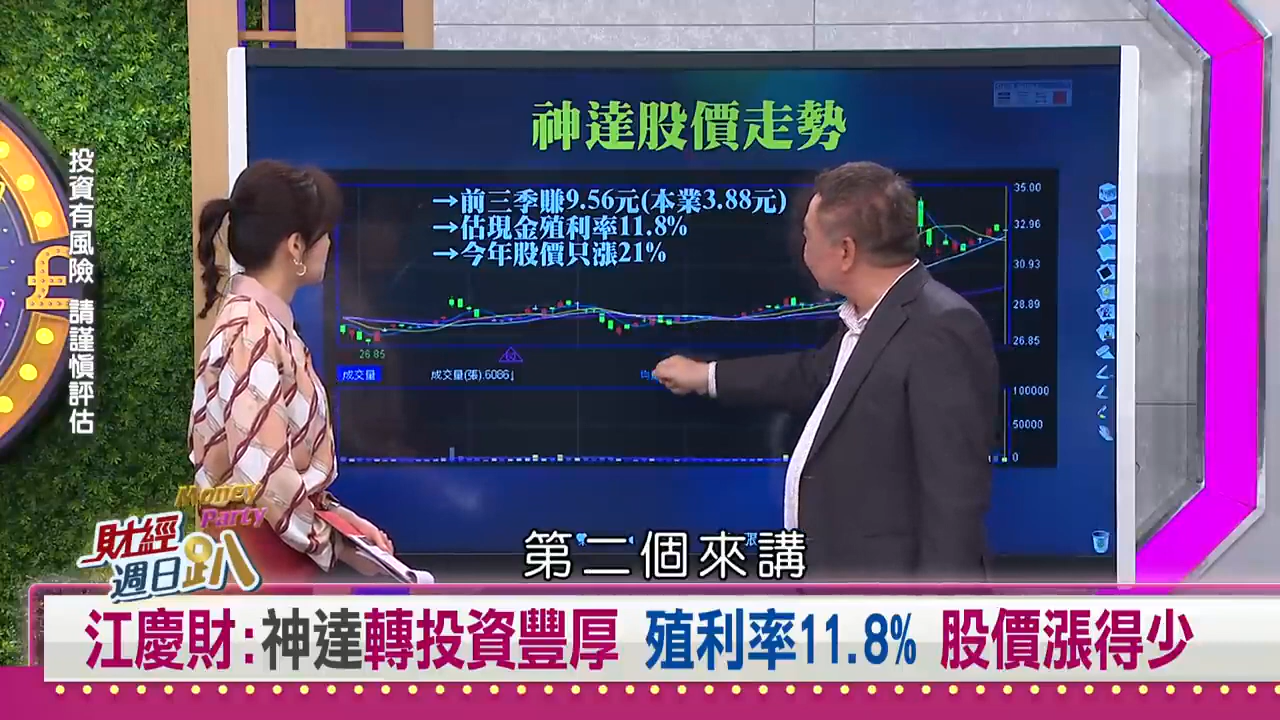 神達股價走勢
→前三季賺9.56元(本業3.88元)
→估現金殖利率11.8%
→今年股價只漲21%
35.00
32.96
30.93
28.89
26.85
26.85
成交量
成交量(張).6086↓
100000
50000
0
投資有風險 請謹慎評估
Money Party
財經
週日趴
第二個來講
江慶財:神達轉投資豐厚 殖利率11.8% 股價漲得少